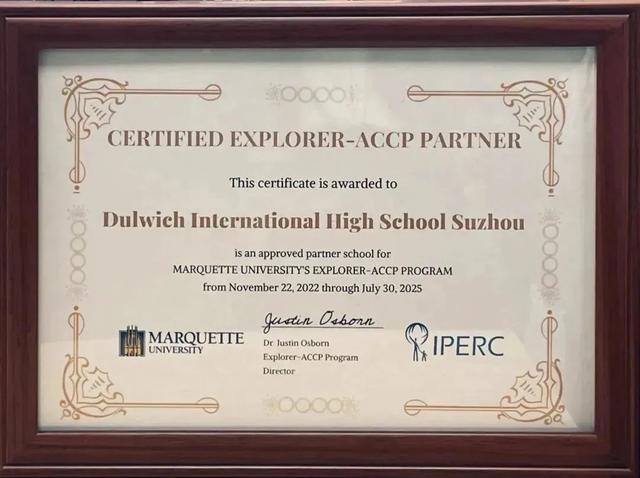 CERTIFIED EXPLORER-ACCP PARTNER
This certificate is awarded to
Dulwich International High School Suzhou
is an approved partner school for
MARQUETTE UNIVERSITY'S EXPLORER-ACCP PROGRAM
from November 22, 2022 through July 30, 2025
Justin Osborn
MARQUETTE
UNIVERSITY
Dr. Justin Osborn
Explorer-ACCP Program
Director
IPERC